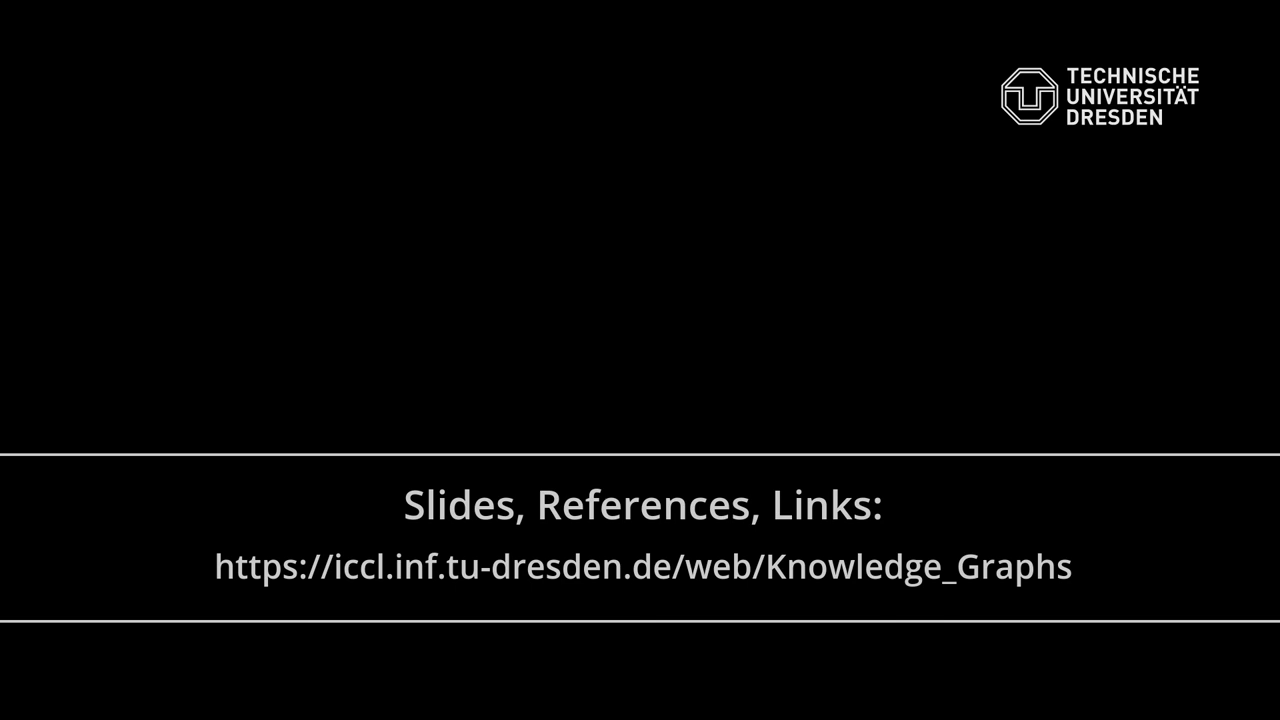 TECHNISCHE
UNIVERSITÄT
DRESDEN
Slides, References, Links:
https://iccl.inf.tu-dresden.de/web/Knowledge_Graphs